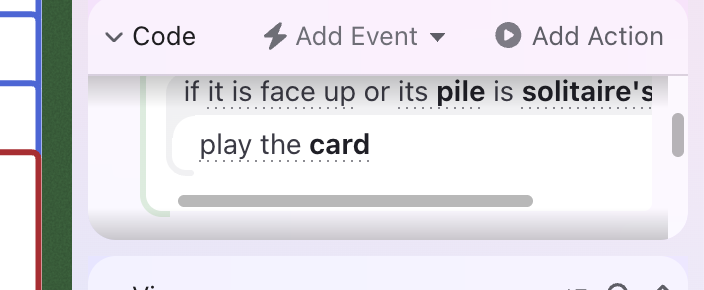 Code Add Event Add Action
if it is face up or its pile is solitaire's
play the card